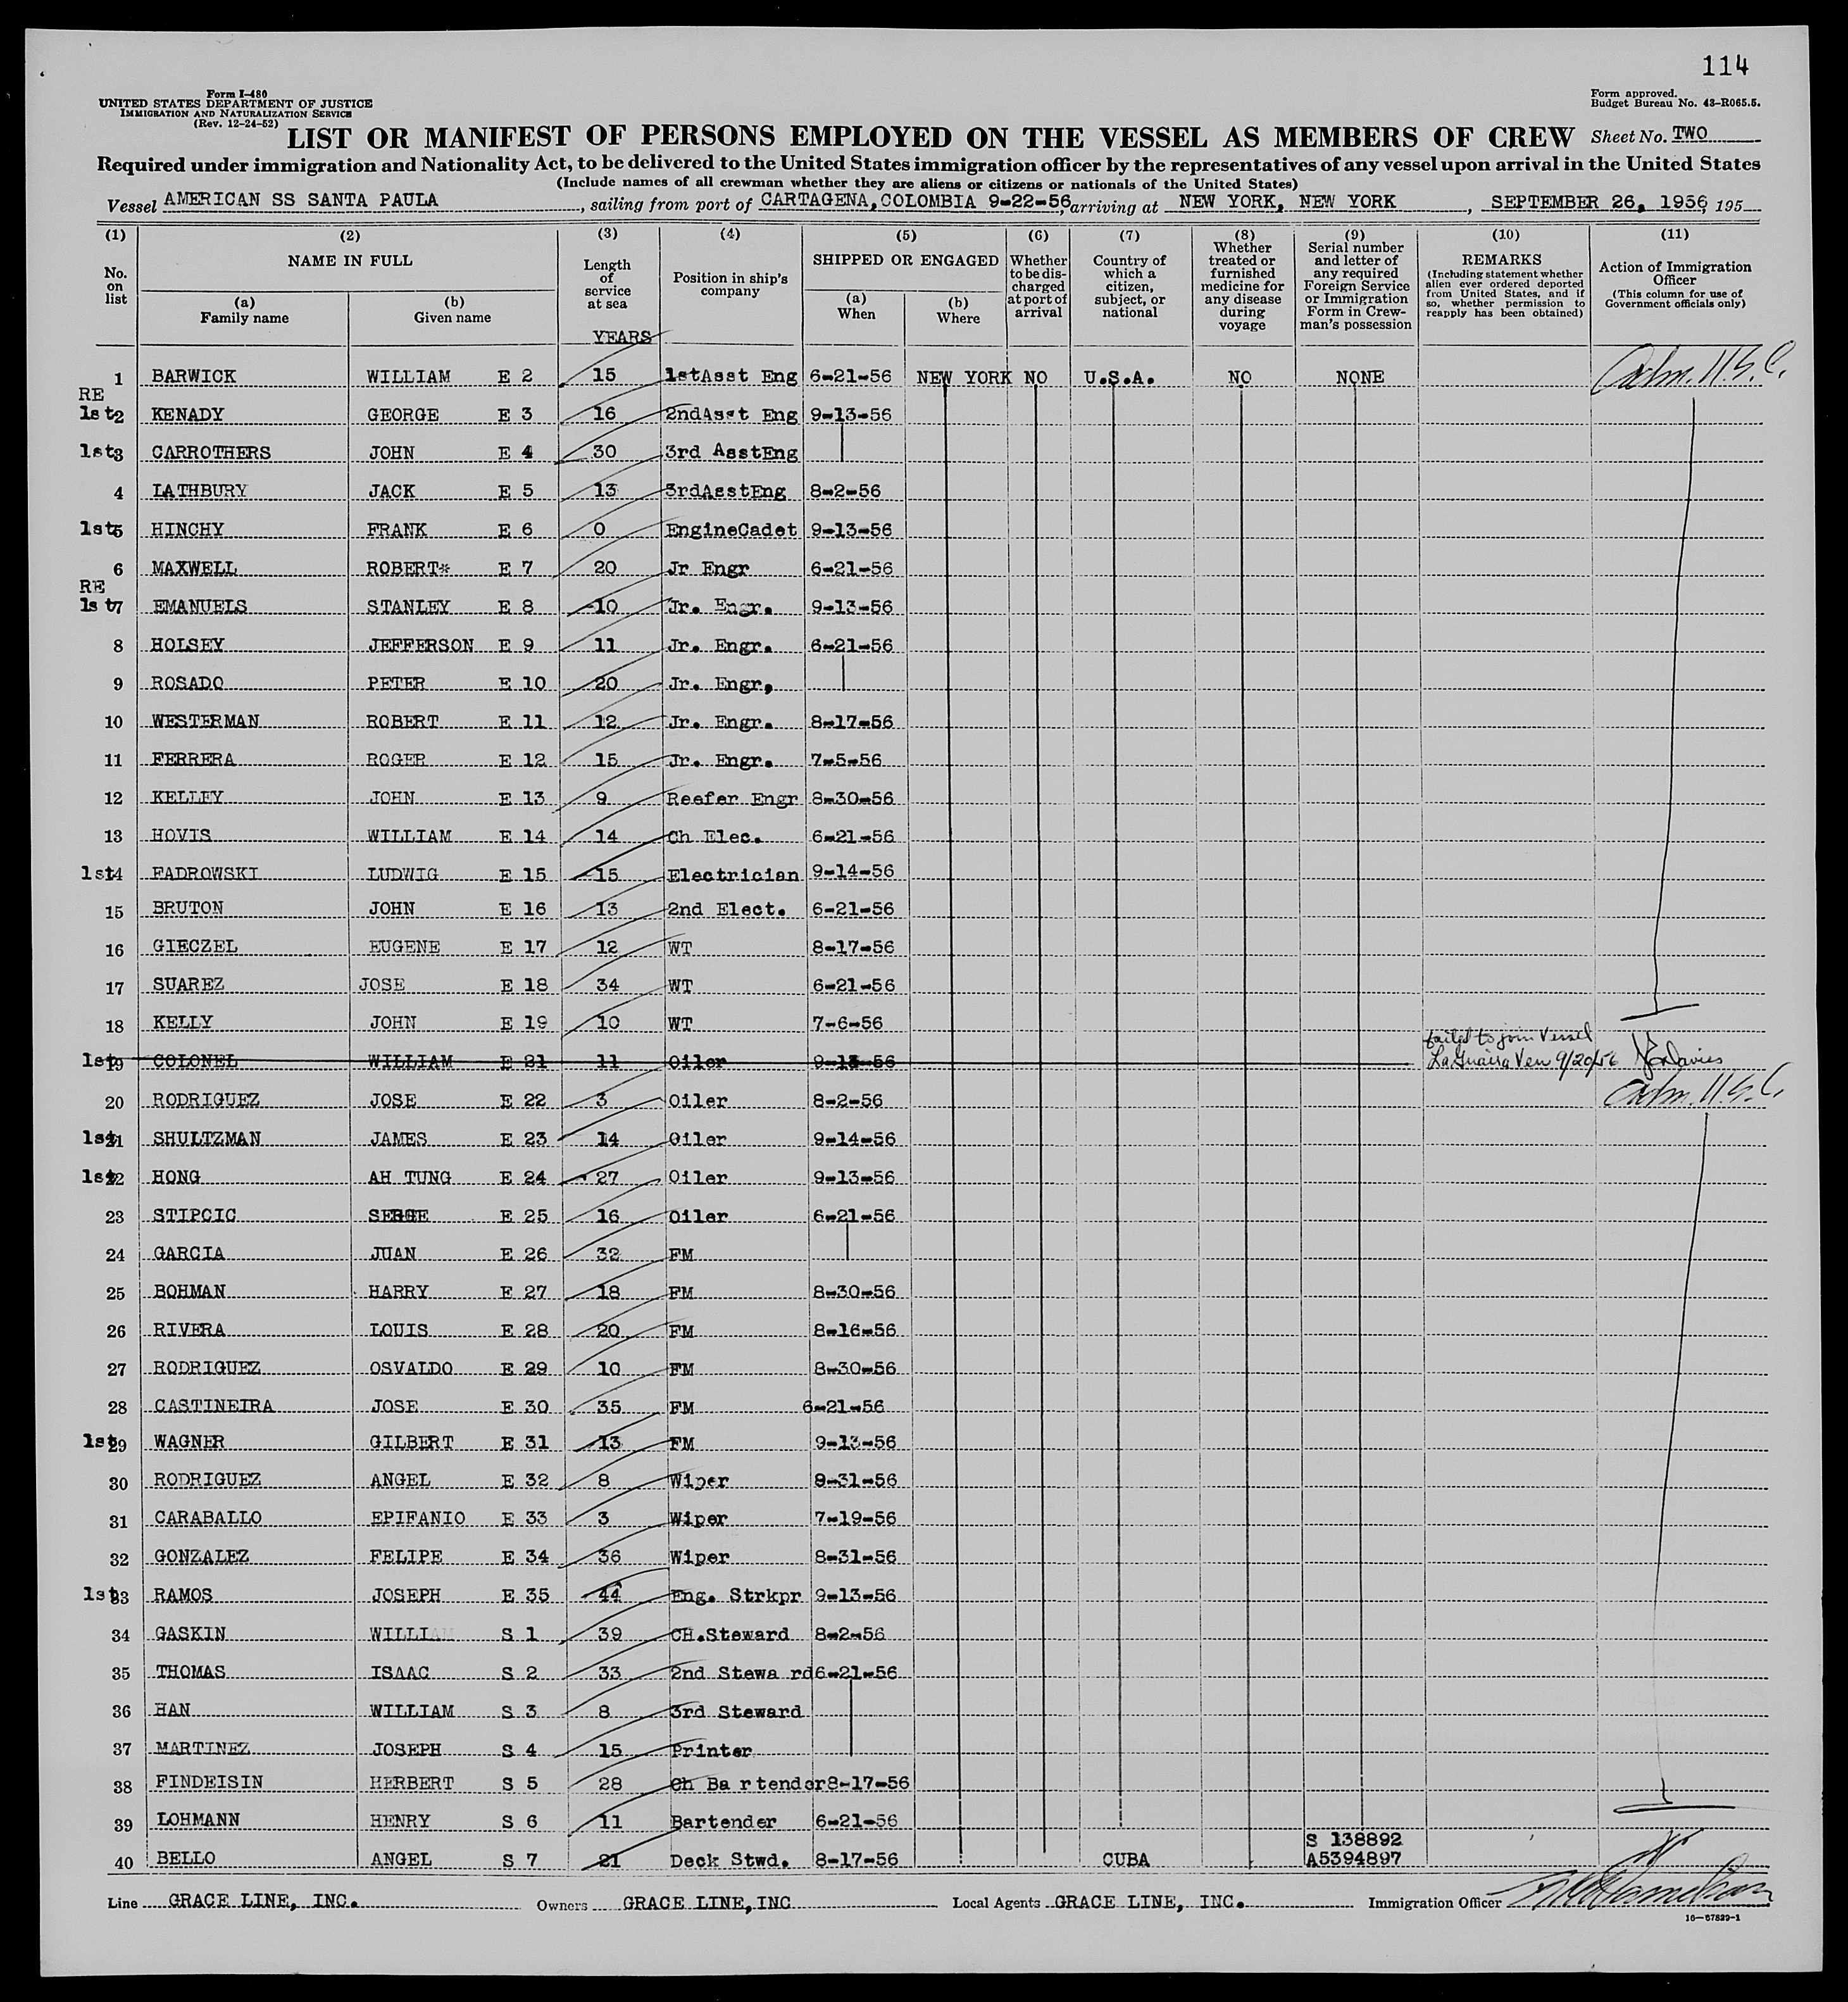 114
Form I-480
UNITED STATES DEPARTMENT OF JUSTICE
IMMIGRATION AND NATURALIZATION SERVICE
(Rev. 12-24-52)
Form approved.
Budget Bureau No. 43-R065.5.
LIST OR MANIFEST OF PERSONS EMPLOYED ON THE VESSEL AS MEMBERS OF CREW Sheet No. TWO
Required under immigration and Nationality Act, to be delivered to the United States immigration officer by the representatives of any vessel upon arrival in the United States
(Include names of all crewman whether they are aliens or citizens or nationals of the United States)
Vessel AMERICAN SS SANTA PAULA, sailing from port of CARTAGENA, COLOMBIA 9-22-56, arriving at NEW YORK, NEW YORK, SEPTEMBER 26, 1956, 195
(1) No. on list
(2) NAME IN FULL
(a) Family name
(b) Given name
(3) Length of service at sea
YEARS
(4) Position in ship's company
(5) SHIPPED OR ENGAGED
(a) When
(b) Where
(6) Whether to be discharged at port of arrival
(7) Country of which a citizen, subject, or national
(8) Whether treated or furnished medicine for any disease during voyage
(9) Serial number and letter of any required Foreign Service or Immigration Form in Crewman's possession
(10) REMARKS (Including statement whether alien ever ordered deported from United States, and if so, whether permission to reapply has been obtained)
(11) Action of Immigration Officer (This column for use of Government officials only)
1 BARWICK WILLIAM E 2 15 1stAsst Eng 6-21-56 NEW YORK NO U.S.A. NO NONE Adm. U.S.C.
RE
1st 2 KENADY GEORGE E 3 16 2ndAsst Eng 9-13-56
1st 3 CARROTHERS JOHN E 4 30 3rd AsstEng
4 LATHBURY JACK E 5 13 3rdAsstEng 8-2-56
1st 5 HINCHY FRANK E 6 0 EngineCadet 9-13-56
6 MAXWELL ROBERT* E 7 20 Jr Engr 6-21-56
RE
1st 7 EMANUELS STANLEY E 8 10 Jr. Engr. 9-13-56
8 HOLSEY JEFFERSON E 9 11 Jr. Engr. 6-21-56
9 ROSADO PETER E 10 20 Jr. Engr,
10 WESTERMAN ROBERT E 11 12 Jr. Engr. 8-17-56
11 FERRERA ROGER E 12 15 Jr. Engr. 7-5-56
12 KELLEY JOHN E 13 9 Reefer Engr 8-30-56
13 HOVIS WILLIAM E 14 14 Ch Elec. 6-21-56
1st 14 FADROWSKI LUDWIG E 15 15 Electrician 9-14-56
15 BRUTON JOHN E 16 13 2nd Elect. 6-21-56
16 GIECZEL EUGENE E 17 12 WT 8-17-56
17 SUAREZ JOSE E 18 34 WT 6-21-56
18 KELLY JOHN E 19 10 WT 7-6-56
1st 19 COLONEL WILLIAM E 21 11 Oiler 9-13-56 failed to join Vessel
La Guaira Ven 9/20/56 Davies
20 RODRIGUEZ JOSE E 22 3 Oiler 8-2-56 Adm. U.S.C.
1st 21 SHULTZMAN JAMES E 23 14 Oiler 9-14-56
1st 22 HONG AH TUNG E 24 27 Oiler 9-13-56
23 STIPCIC SERGE E 25 16 Oiler 6-21-56
24 GARCIA JUAN E 26 32 FM
25 BOHMAN HARRY E 27 18 FM 8-30-56
26 RIVERA LOUIS E 28 20 FM 8-16-56
27 RODRIGUEZ OSVALDO E 29 10 FM 8-30-56
28 CASTINEIRA JOSE E 30 35 FM 6-21-56
1st 29 WAGNER GILBERT E 31 13 FM 9-13-56
30 RODRIGUEZ ANGEL E 32 8 Wiper 8-31-56
31 CARABALLO EPIFANIO E 33 3 Wiper 7-19-56
32 GONZALEZ FELIPE E 34 36 Wiper 8-31-56
1st 33 RAMOS JOSEPH E 35 44 Eng. Strkpr 9-13-56
34 GASKIN WILLIAM S 1 39 CH.Steward 8-2-56
35 THOMAS ISAAC S 2 33 2nd Stewa rd 6-21-56
36 HAN WILLIAM S 3 8 3rd Steward
37 MARTINEZ JOSEPH S 4 15 Printer
38 FINDEISIN HERBERT S 5 28 Ch Ba r tender 8-17-56
39 LOHMANN HENRY S 6 11 Bartender 6-21-56
S 138892
40 BELLO ANGEL S 7 21 Deck Stwd. 8-17-56 CUBA A5394897
Line GRACE LINE, INC. Owners GRACE LINE, INC Local Agents GRACE LINE, INC. Immigration Officer
16-67829-1